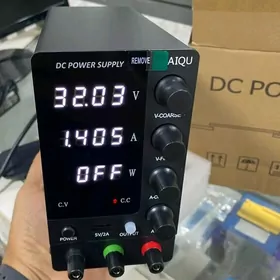 DC POWER SUPPLY
REMOVE
AIQU
32.03 V
V-COARSE
1.405 A
V-F
OFF W
A-C
C.V
C.C
POWER
5V/2A
OUTPUT
A
DC PO